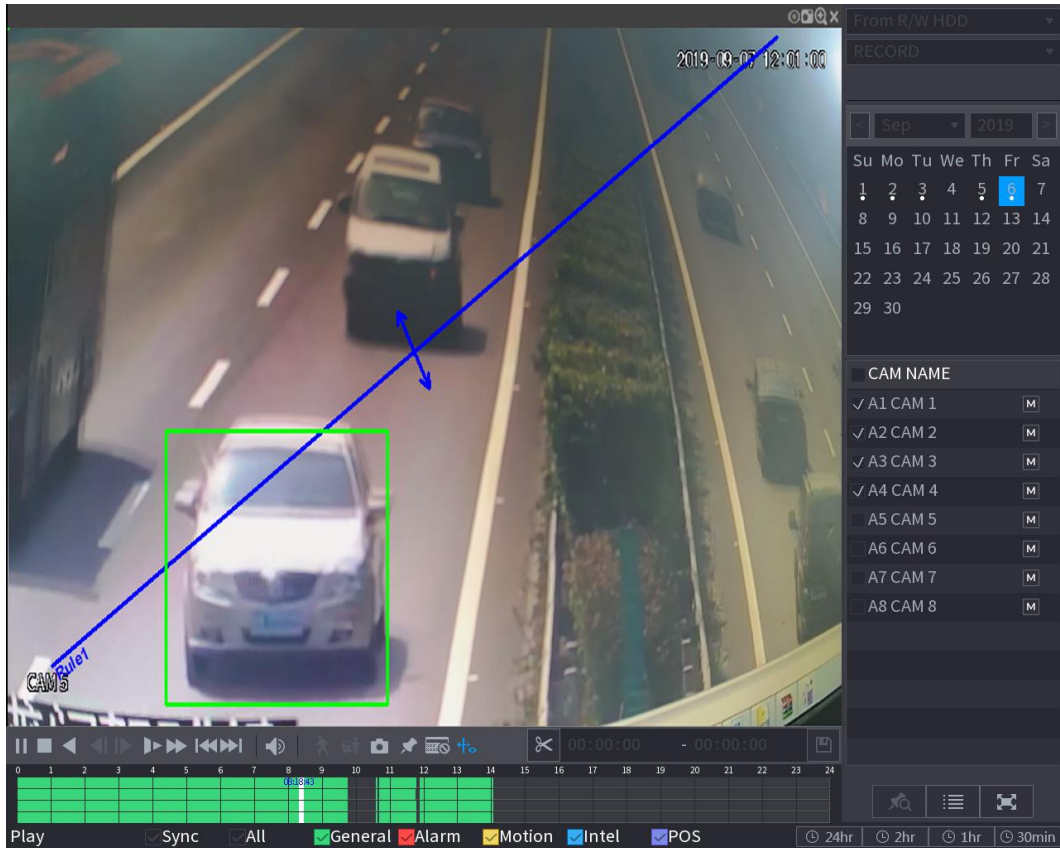 From R/W HDD
RECORD
2019-09-07 12:01:00
< Sep 2019 >
Su Mo Tu We Th Fr Sa
1 2 3 4 5 6 7
8 9 10 11 12 13 14
15 16 17 18 19 20 21
22 23 24 25 26 27 28
29 30
CAM NAME
A1 CAM 1 M
A2 CAM 2 M
A3 CAM 3 M
A4 CAM 4 M
A5 CAM 5 M
A6 CAM 6 M
A7 CAM 7 M
A8 CAM 8 M
Rule1
CAM 5
00:00:00 - 00:00:00
0 1 2 3 4 5 6 7 8 9 10 11 12 13 14 15 16 17 18 19 20 21 22 23 24
08:18:43
Play Sync All General Alarm Motion Intel POS 24hr 2hr 1hr 30min